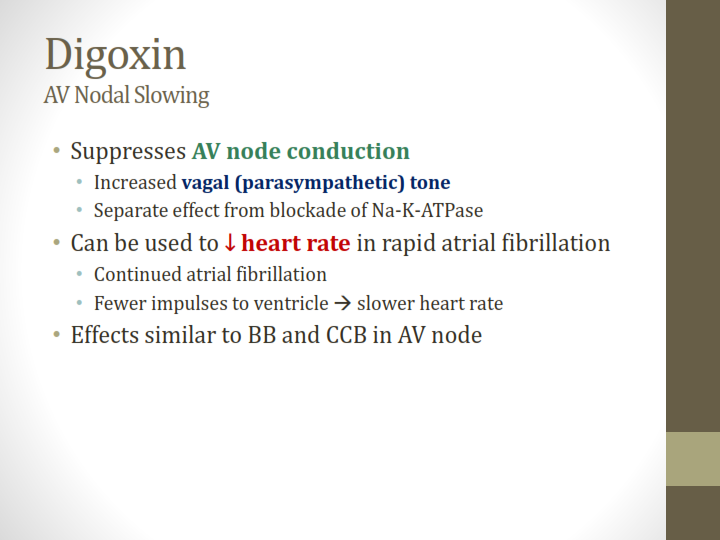 Digoxin
AV Nodal Slowing
• Suppresses AV node conduction
• Increased vagal (parasympathetic) tone
• Separate effect from blockade of Na-K-ATPase
• Can be used to ↓ heart rate in rapid atrial fibrillation
• Continued atrial fibrillation
• Fewer impulses to ventricle → slower heart rate
• Effects similar to BB and CCB in AV node